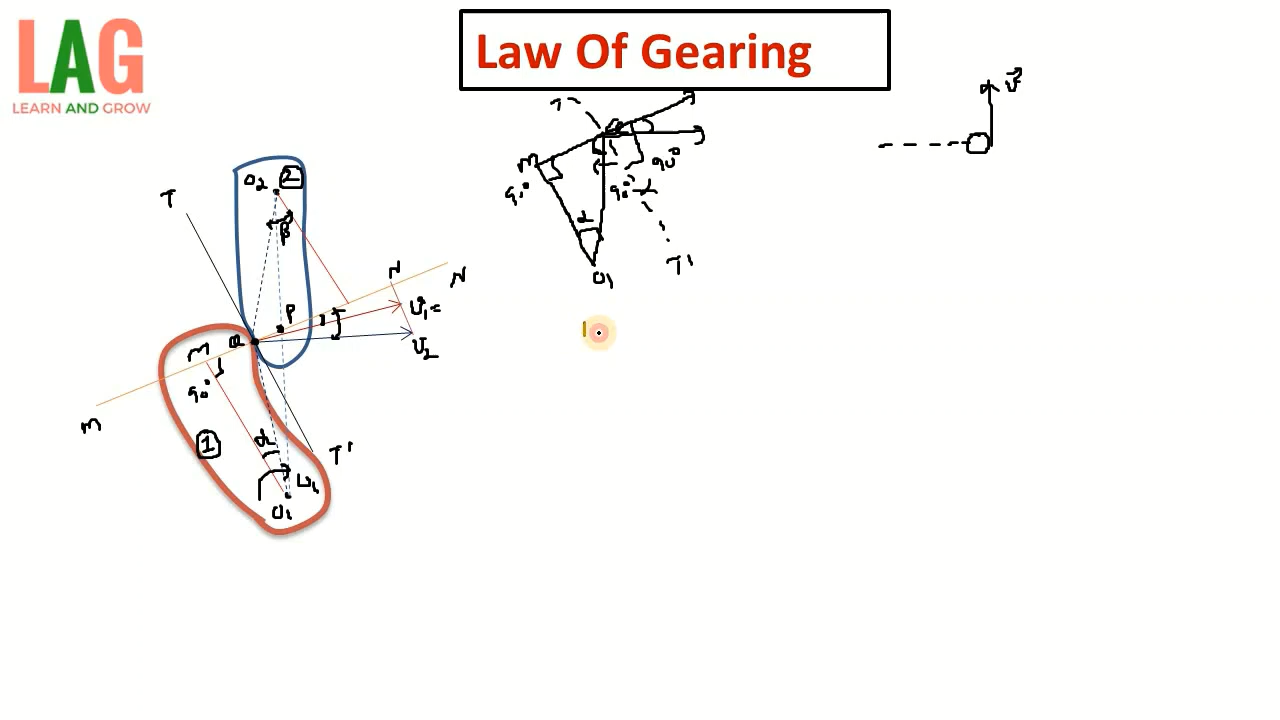 LAG
LEARN AND GROW
Law Of Gearing
T
O2
2
β
P
Q
N
N
V1=
V2
M
90°
M
1
α
ω1
O1
T'
T
M
90°
90°
90°-α
α
O1
T'
V